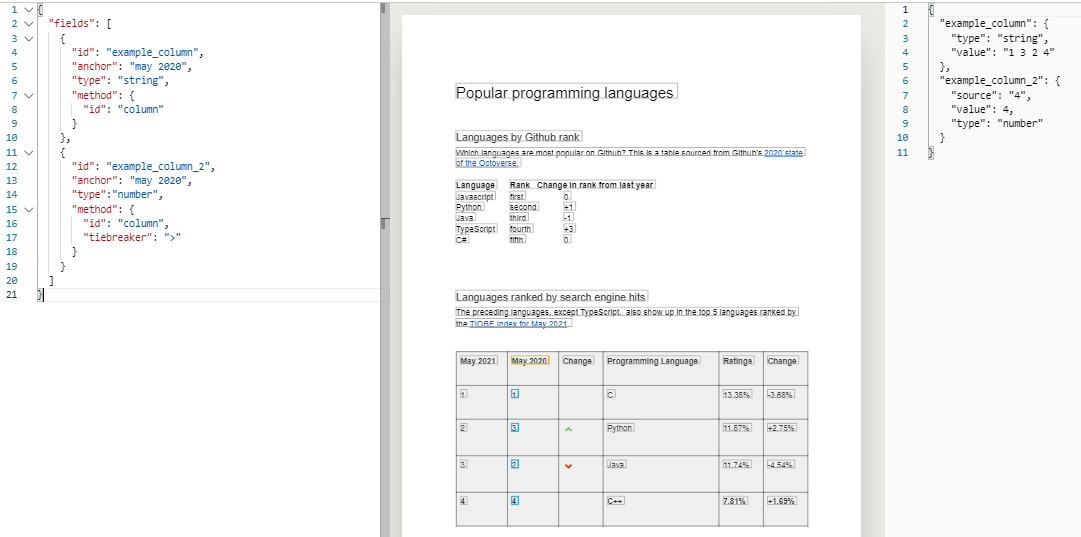 1 {
2 "fields": [
3 {
4 "id": "example_column",
5 "anchor": "may 2020",
6 "type": "string",
7 "method": {
8 "id": "column"
9 }
10 },
11 {
12 "id": "example_column_2",
13 "anchor": "may 2020",
14 "type":"number",
15 "method": {
16 "id": "column",
17 "tiebreaker": ">"
18 }
19 }
20 ]
21 }
Popular programming languages
Languages by Github rank
Which languages are most popular on Github? This is a table sourced from Github's 2020 state
of the Octoverse.
Language Rank Change in rank from last year
Javascript first 0
Python second +1
Java third -1
TypeScript fourth +3
C# fifth 0
Languages ranked by search engine hits
The preceding languages, except TypeScript, also show up in the top 5 languages ranked by
the TIOBE Index for May 2021
May 2021 May 2020 Change Programming Language Ratings Change
1 1 C 13.38% -3.68%
2 3 Python 11.87% +2.75%
3 2 Java 11.74% -4.54%
4 4 C++ 7.81% +1.69%
1 {
2 "example_column": {
3 "type": "string",
4 "value": "1 3 2 4"
5 },
6 "example_column_2": {
7 "source": "4",
8 "value": 4,
9 "type": "number"
10 }
11 }